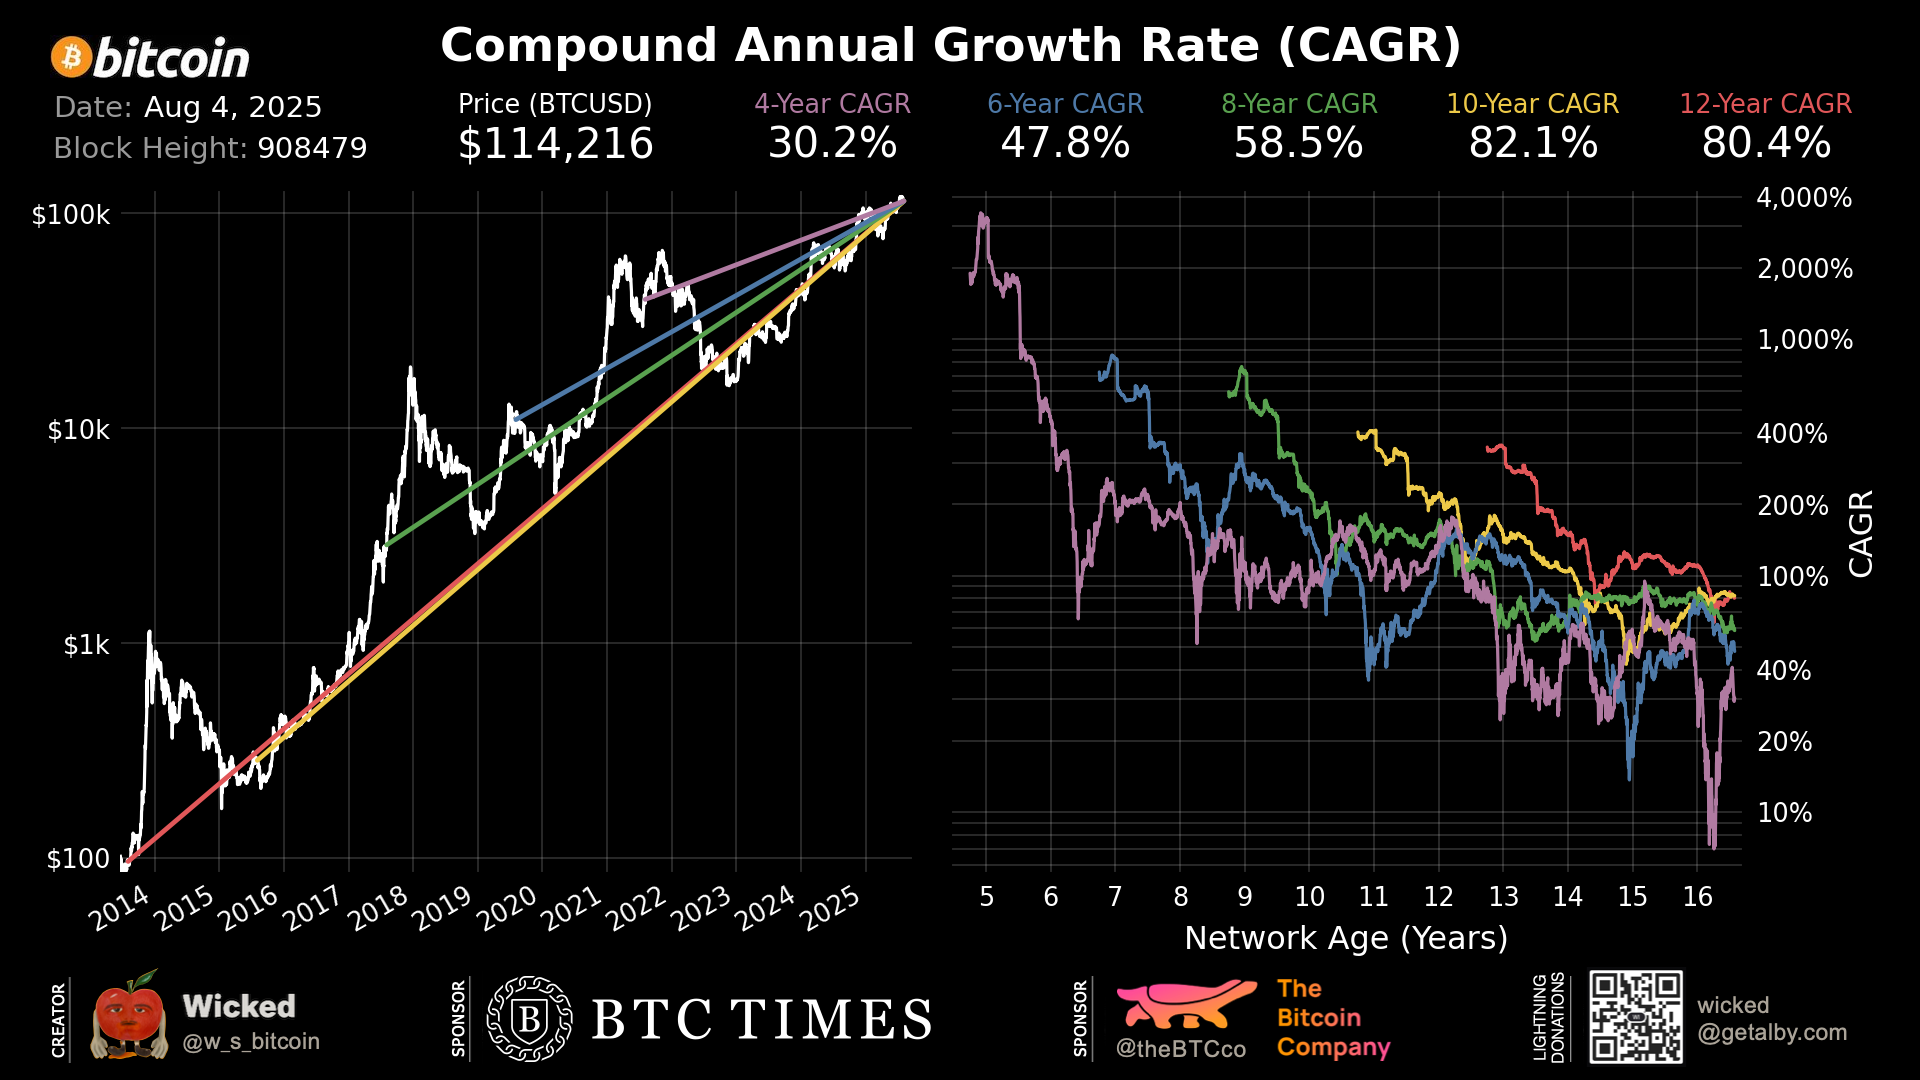 bitcoin
Compound Annual Growth Rate (CAGR)
Date: Aug 4, 2025
Block Height: 908479
Price (BTCUSD)
$114,216
4-Year CAGR
30.2%
6-Year CAGR
47.8%
8-Year CAGR
58.5%
10-Year CAGR
82.1%
12-Year CAGR
80.4%
$100k
$10k
$1k
$100
2014 2015 2016 2017 2018 2019 2020 2021 2022 2023 2024 2025
4,000%
2,000%
1,000%
400%
200%
100%
40%
20%
10%
CAGR
5 6 7 8 9 10 11 12 13 14 15 16
Network Age (Years)
CREATOR
Wicked
@w_s_bitcoin
SPONSOR
B
BTC TIMES
SPONSOR
@theBTCco
The
Bitcoin
Company
LIGHTNING
DONATIONS
wicked
@getalby.com